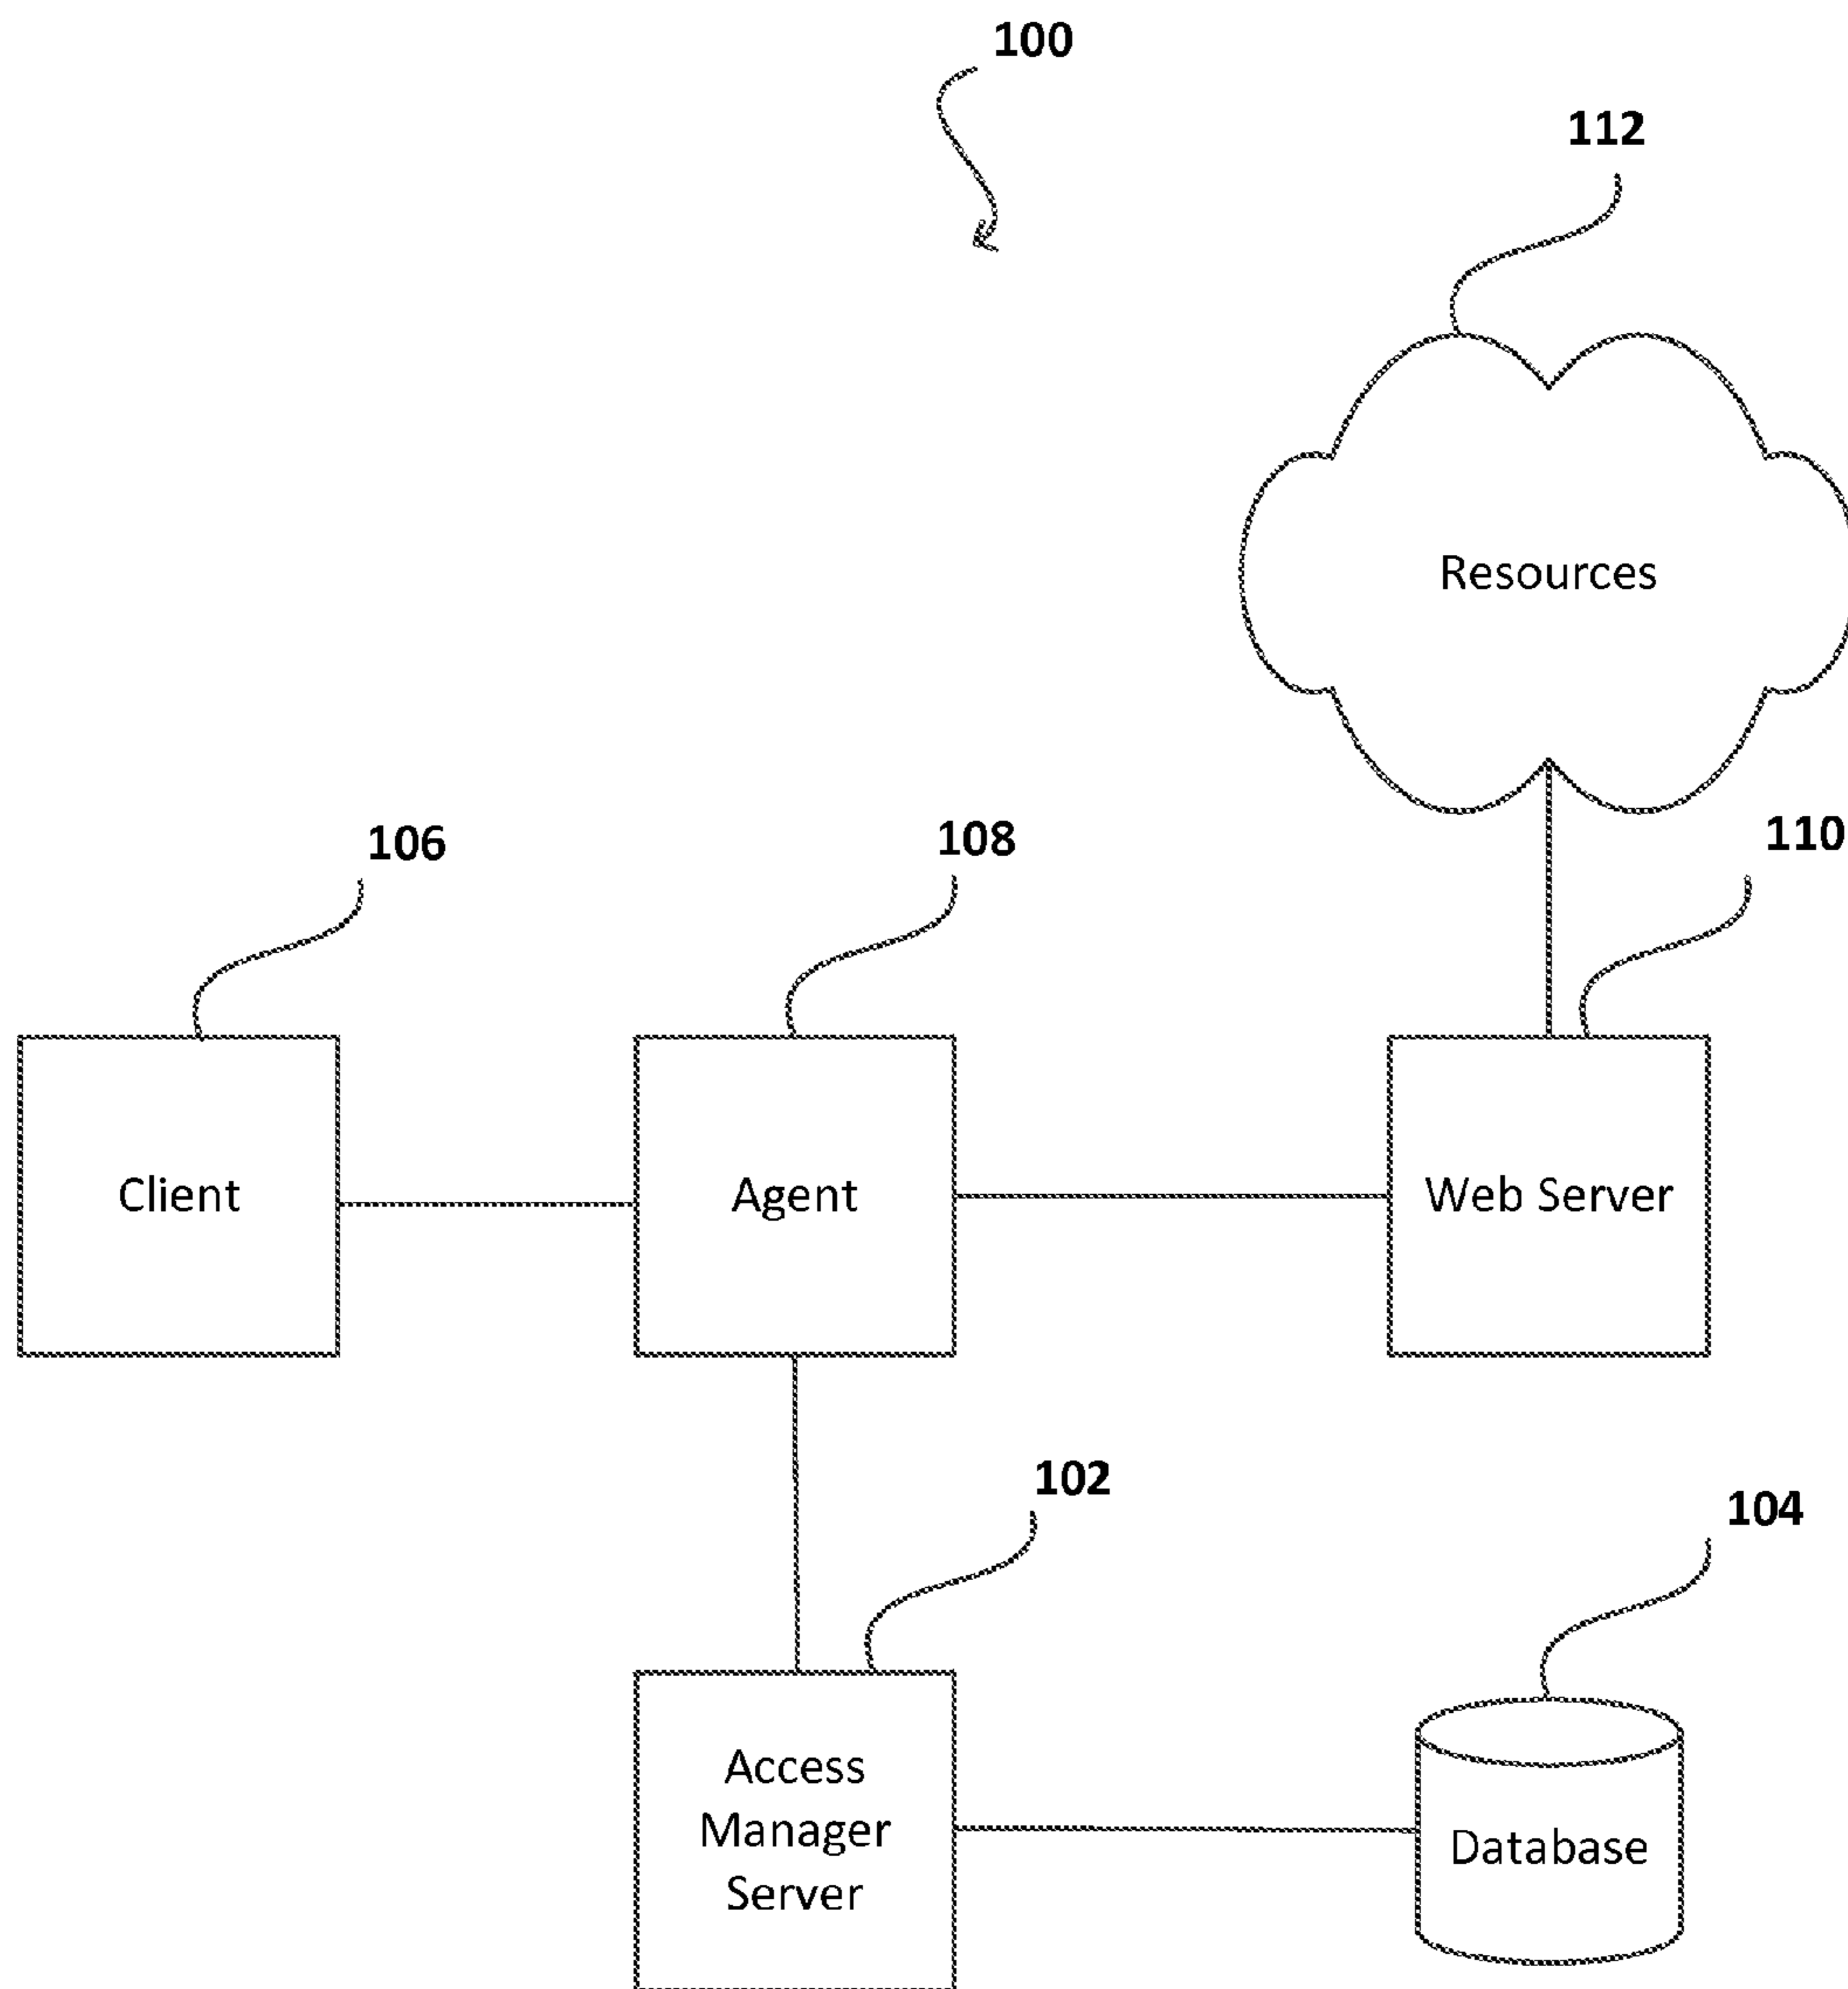 100
112
Resources
106
108
110
Client
Agent
Web Server
102
104
Access
Manager
Server
Database